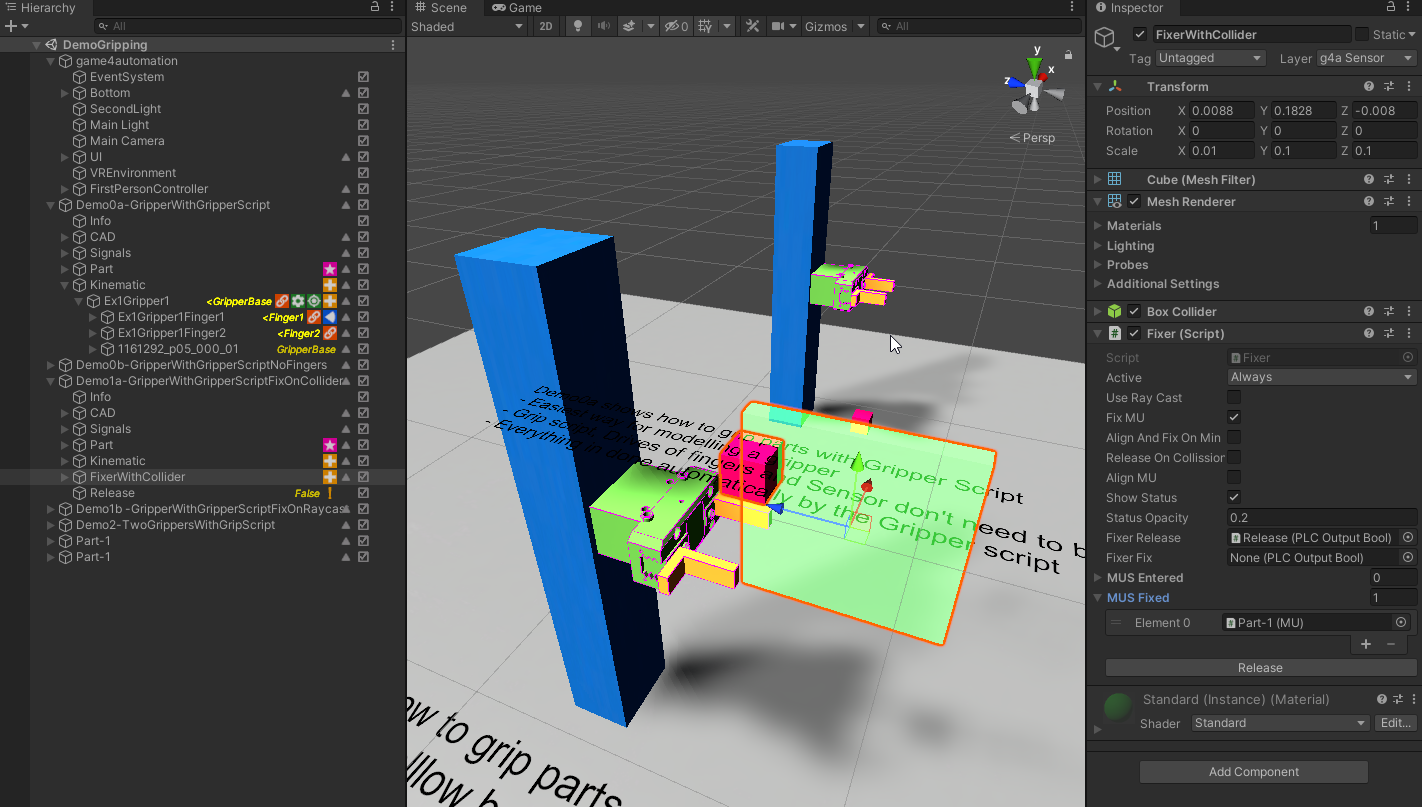 Hierarchy
All
DemoGripping
game4automation
EventSystem
Bottom
SecondLight
Main Light
Main Camera
UI
VREnvironment
FirstPersonController
Demo0a-GripperWithGripperScript
Info
CAD
Signals
Part
Kinematic
Ex1Gripper1 <GripperBase
Ex1Gripper1Finger1 <Finger1
Ex1Gripper1Finger2 <Finger2
1161292_p05_000_01 GripperBase
Demo0b-GripperWithGripperScriptNoFingers
Demo1a-GripperWithGripperScriptFixOnCollider
Info
CAD
Signals
Part
Kinematic
FixerWithCollider
Release False !
Demo1b -GripperWithGripperScriptFixOnRaycas
Demo2-TwoGrippersWithGripScript
Part-1
Part-1
Scene Game
Shaded 2D 0 Gizmos All
y
x
z
Persp
Demo0a shows how to grip parts with Gripper Script
- Easiest way for modelling a gripper
- Grip script, Drives of fingers and Sensor don't need to b
- Everything in done automatically by the Gripper script
ow to grip parts
Inspector
FixerWithCollider Static
Tag Untagged Layer g4a Sensor
Transform
Position X 0.0088 Y 0.1828 Z -0.008
Rotation X 0 Y 0 Z 0
Scale X 0.01 Y 0.1 Z 0.1
Cube (Mesh Filter)
Mesh Renderer
Materials 1
Lighting
Probes
Additional Settings
Box Collider
Fixer (Script)
Script Fixer
Active Always
Use Ray Cast
Fix MU
Align And Fix On Min
Release On Collission
Align MU
Show Status
Status Opacity 0.2
Fixer Release Release (PLC Output Bool)
Fixer Fix None (PLC Output Bool)
MUS Entered 0
MUS Fixed 1
Element 0 Part-1 (MU)
+ −
Release
Standard (Instance) (Material)
Shader Standard Edit...
Add Component